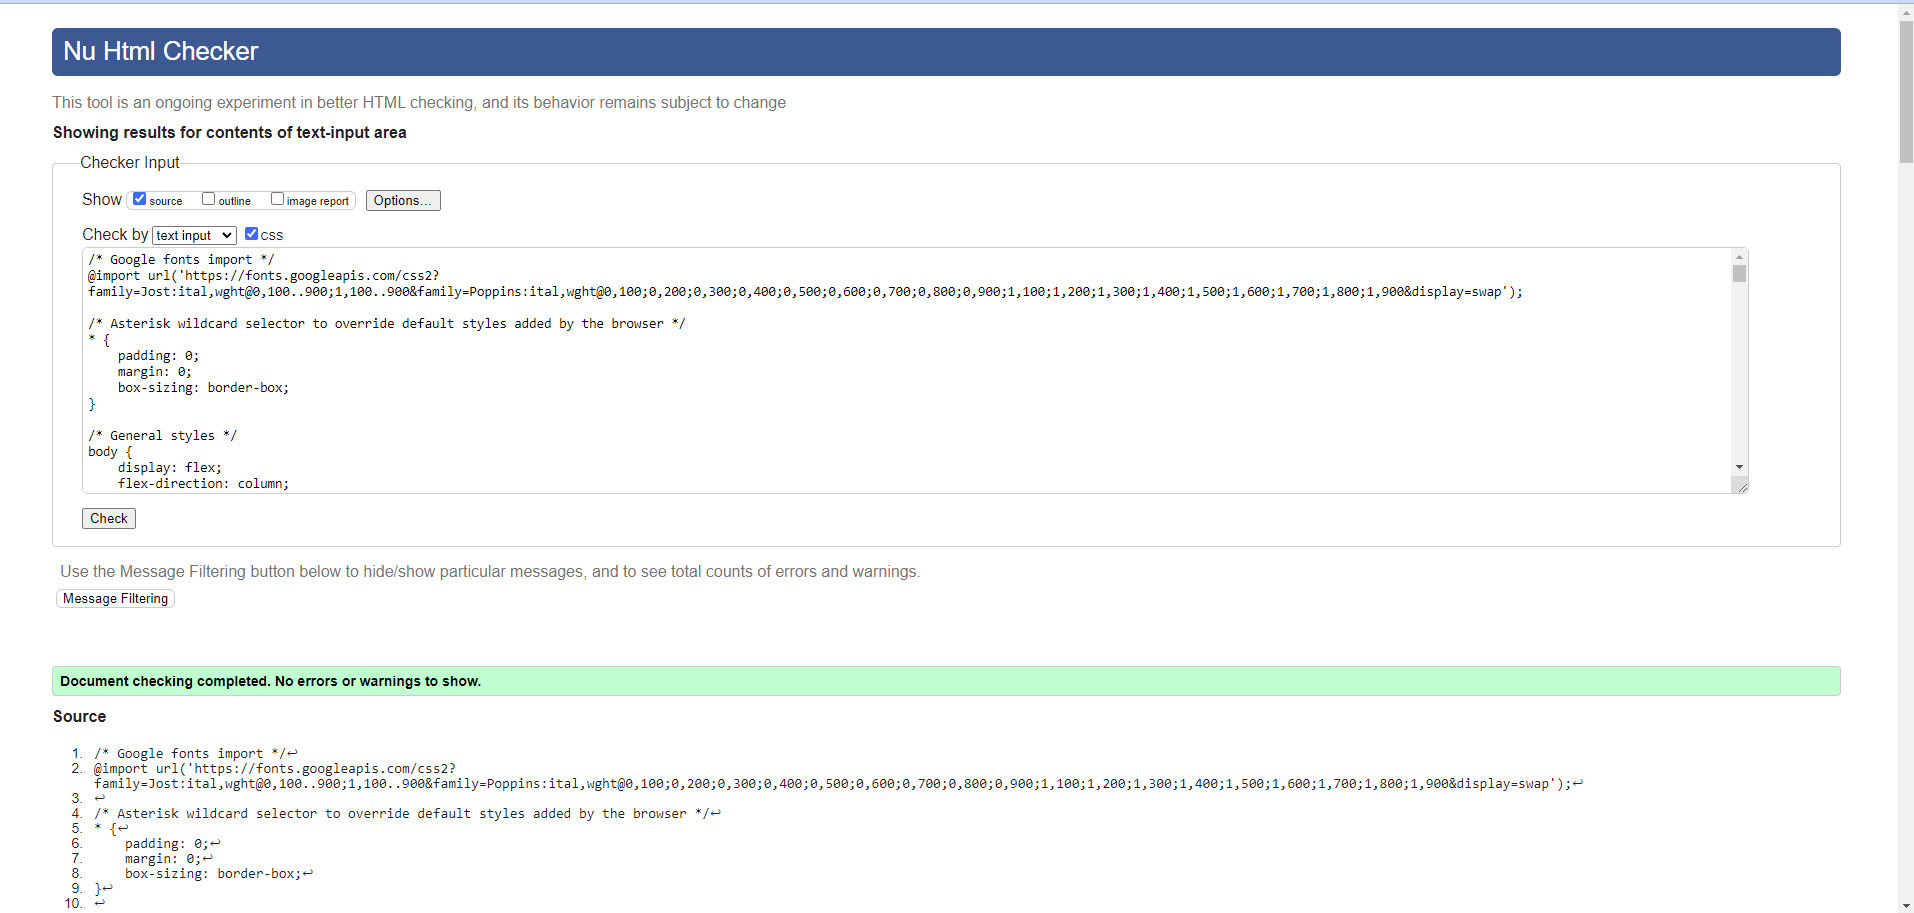 Nu Html Checker
This tool is an ongoing experiment in better HTML checking, and its behavior remains subject to change
Showing results for contents of text-input area
Checker Input
Show source outline image report Options...
Check by text input css
/* Google fonts import */
@import url('https://fonts.googleapis.com/css2?
family=Jost:ital,wght@0,100..900;1,100..900&family=Poppins:ital,wght@0,100;0,200;0,300;0,400;0,500;0,600;0,700;0,800;0,900;1,100;1,200;1,300;1,400;1,500;1,600;1,700;1,800;1,900&display=swap');
/* Asterisk wildcard selector to override default styles added by the browser */
* {
padding: 0;
margin: 0;
box-sizing: border-box;
}
/* General styles */
body {
display: flex;
flex-direction: column;
Check
Use the Message Filtering button below to hide/show particular messages, and to see total counts of errors and warnings.
Message Filtering
Document checking completed. No errors or warnings to show.
Source
1. /* Google fonts import */↩
2. @import url('https://fonts.googleapis.com/css2?
family=Jost:ital,wght@0,100..900;1,100..900&family=Poppins:ital,wght@0,100;0,200;0,300;0,400;0,500;0,600;0,700;0,800;0,900;1,100;1,200;1,300;1,400;1,500;1,600;1,700;1,800;1,900&display=swap');↩
3. ↩
4. /* Asterisk wildcard selector to override default styles added by the browser */↩
5. * {↩
6. padding: 0;↩
7. margin: 0;↩
8. box-sizing: border-box;↩
9. }↩
10. ↩